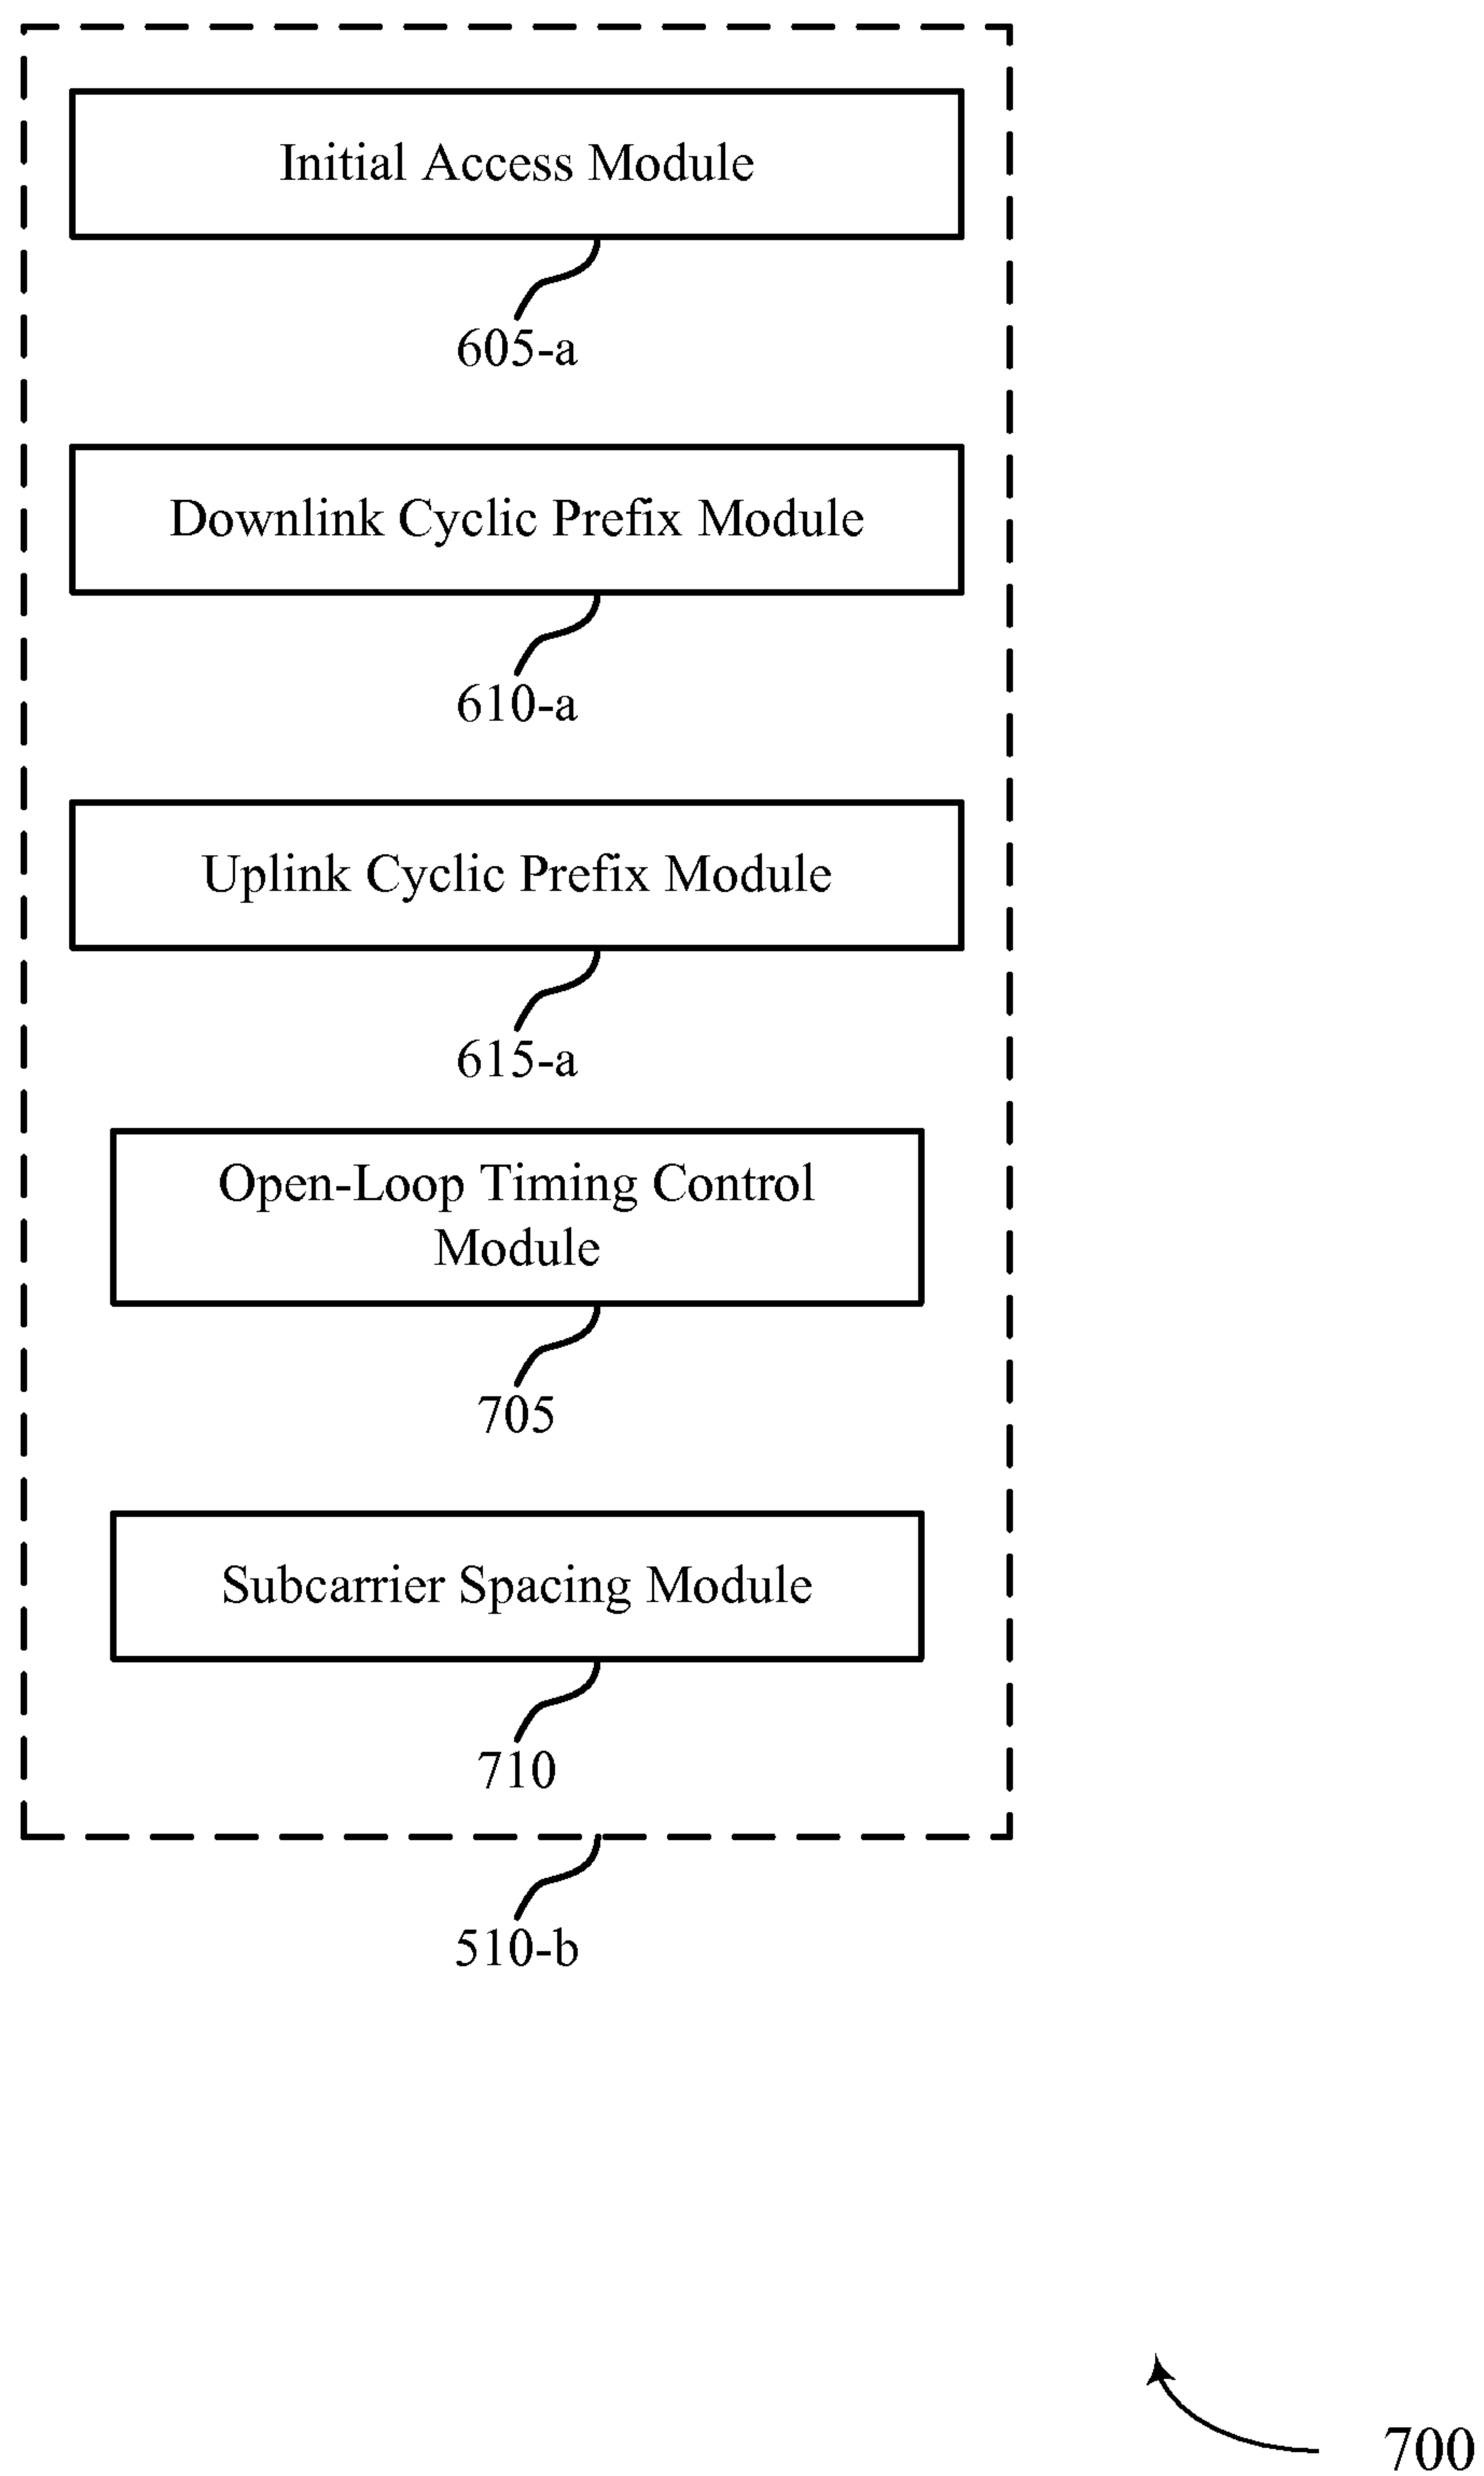 Initial Access Module
605-a
Downlink Cyclic Prefix Module
610-a
Uplink Cyclic Prefix Module
615-a
Open-Loop Timing Control
Module
705
Subcarrier Spacing Module
710
510-b
700